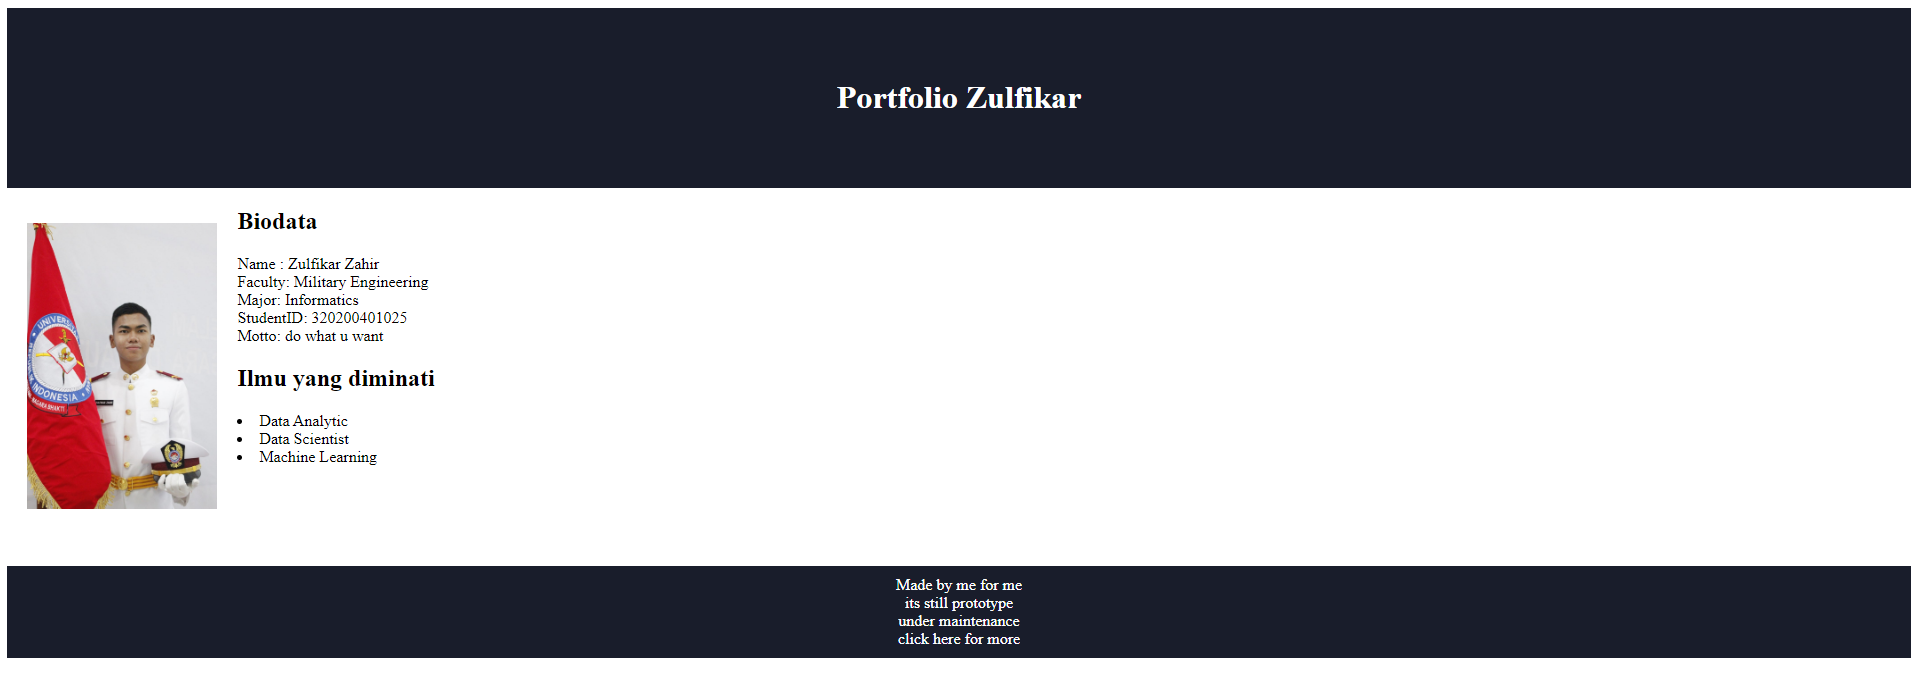 Portfolio Zulfikar
Biodata
Name : Zulfikar Zahir
Faculty: Military Engineering
Major: Informatics
StudentID: 320200401025
Motto: do what u want
Ilmu yang diminati
Data Analytic
Data Scientist
Machine Learning
INDONESIA
Made by me for me
its still prototype
under maintenance
click here for more